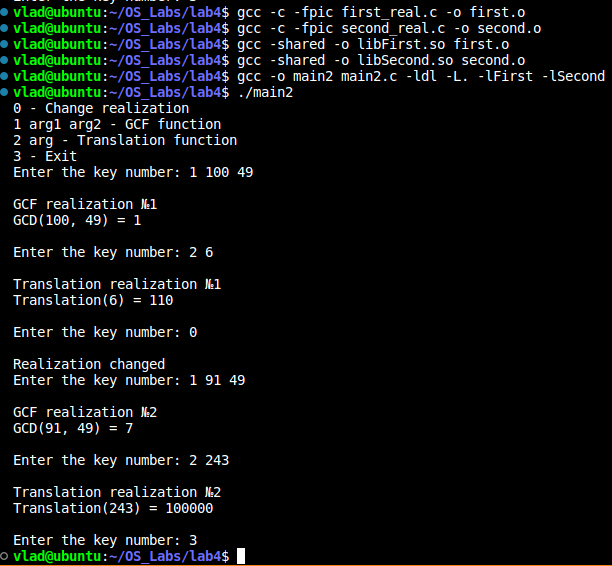 vlad@ubuntu:~/OS_Labs/lab4$ gcc -c -fpic first_real.c -o first.o
vlad@ubuntu:~/OS_Labs/lab4$ gcc -c -fpic second_real.c -o second.o
vlad@ubuntu:~/OS_Labs/lab4$ gcc -shared -o libFirst.so first.o
vlad@ubuntu:~/OS_Labs/lab4$ gcc -shared -o libSecond.so second.o
vlad@ubuntu:~/OS_Labs/lab4$ gcc -o main2 main2.c -ldl -L. -lFirst -lSecond
vlad@ubuntu:~/OS_Labs/lab4$ ./main2
0 - Change realization
1 arg1 arg2 - GCF function
2 arg - Translation function
3 - Exit
Enter the key number: 1 100 49
GCF realization №1
GCD(100, 49) = 1
Enter the key number: 2 6
Translation realization №1
Translation(6) = 110
Enter the key number: 0
Realization changed
Enter the key number: 1 91 49
GCF realization №2
GCD(91, 49) = 7
Enter the key number: 2 243
Translation realization №2
Translation(243) = 100000
Enter the key number: 3
vlad@ubuntu:~/OS_Labs/lab4$